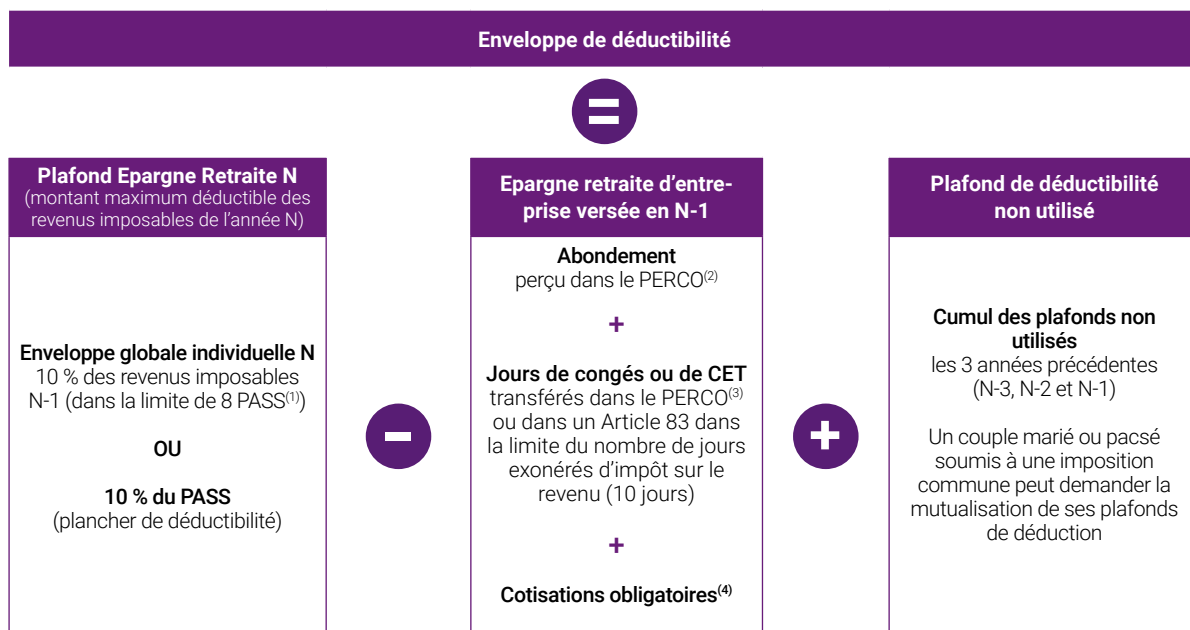 Enveloppe de déductibilité
=
Plafond Epargne Retraite N
(montant maximum déductible des
revenus imposables de l'année N)
Enveloppe globale individuelle N
10 % des revenus imposables
N-1 (dans la limite de 8 PASS(1))
OU
10 % du PASS
(plancher de déductibilité)
-
Epargne retraite d'entre-
prise versée en N-1
Abondement
perçu dans le PERCO(2)
+
Jours de congés ou de CET
transférés dans le PERCO(3)
ou dans un Article 83 dans
la limite du nombre de jours
exonérés d'impôt sur le
revenu (10 jours)
+
Cotisations obligatoires(4)
+
Plafond de déductibilité
non utilisé
Cumul des plafonds non
utilisés
les 3 années précédentes
(N-3, N-2 et N-1)
Un couple marié ou pacsé
soumis à une imposition
commune peut demander la
mutualisation de ses plafonds
de déduction